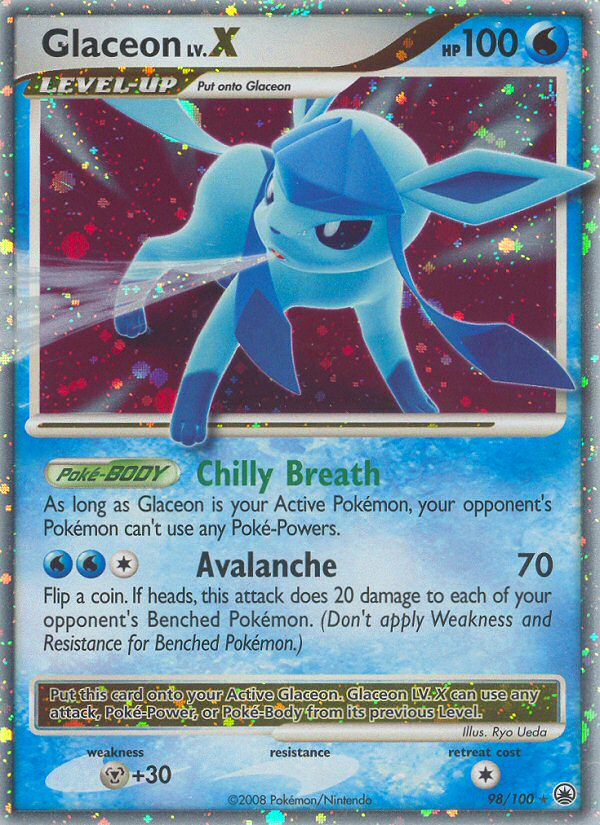 Glaceon LV.X HP 100
LEVEL-UP Put onto Glaceon
Poké-BODY Chilly Breath
As long as Glaceon is your Active Pokémon, your opponent's
Pokémon can't use any Poké-Powers.
Avalanche 70
Flip a coin. If heads, this attack does 20 damage to each of your
opponent's Benched Pokémon. (Don't apply Weakness and
Resistance for Benched Pokémon.)
Put this card onto your Active Glaceon. Glaceon LV. X can use any
attack, Poké-Power, or Poké-Body from its previous Level.
Illus. Ryo Ueda
weakness resistance retreat cost
+30
©2008 Pokémon/Nintendo 98/100